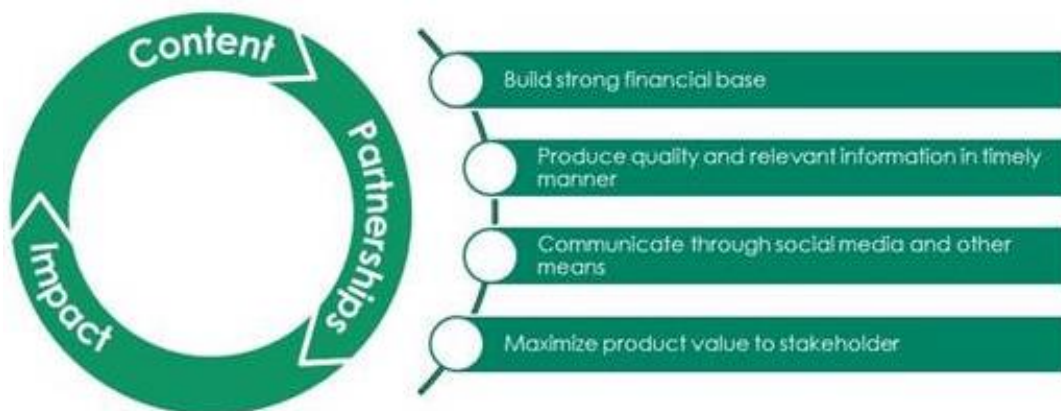 Content
Partnerships
Impact
Build strong financial base
Produce quality and relevant information in timely
manner
Communicate through social media and other
means
Maximize product value to stakeholder